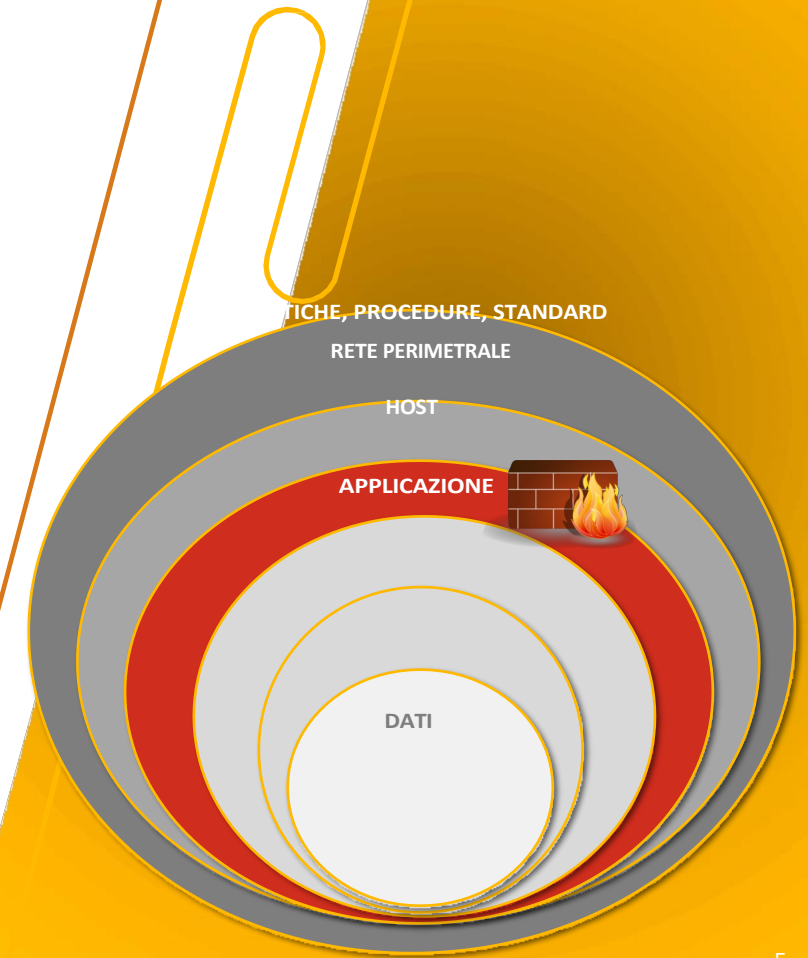 TICHE, PROCEDURE, STANDARD
RETE PERIMETRALE
HOST
APPLICAZIONE
DATI